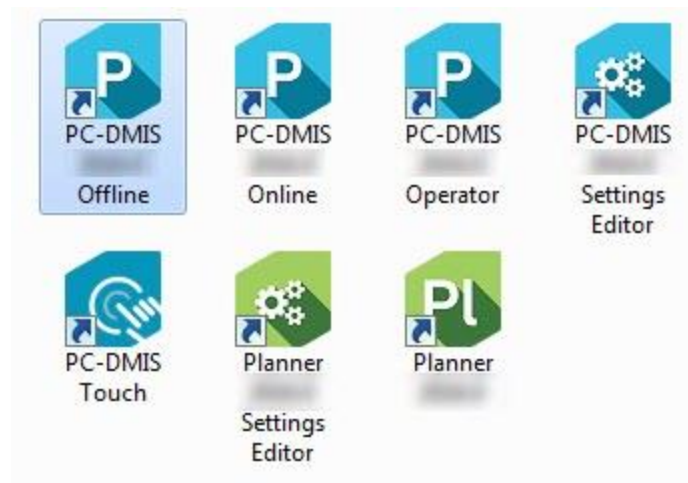 P
P
P
PC-DMIS
Offline
PC-DMIS
Online
PC-DMIS
Operator
PC-DMIS
Settings
Editor
PC-DMIS
Touch
Planner
Settings
Editor
Pl
Planner